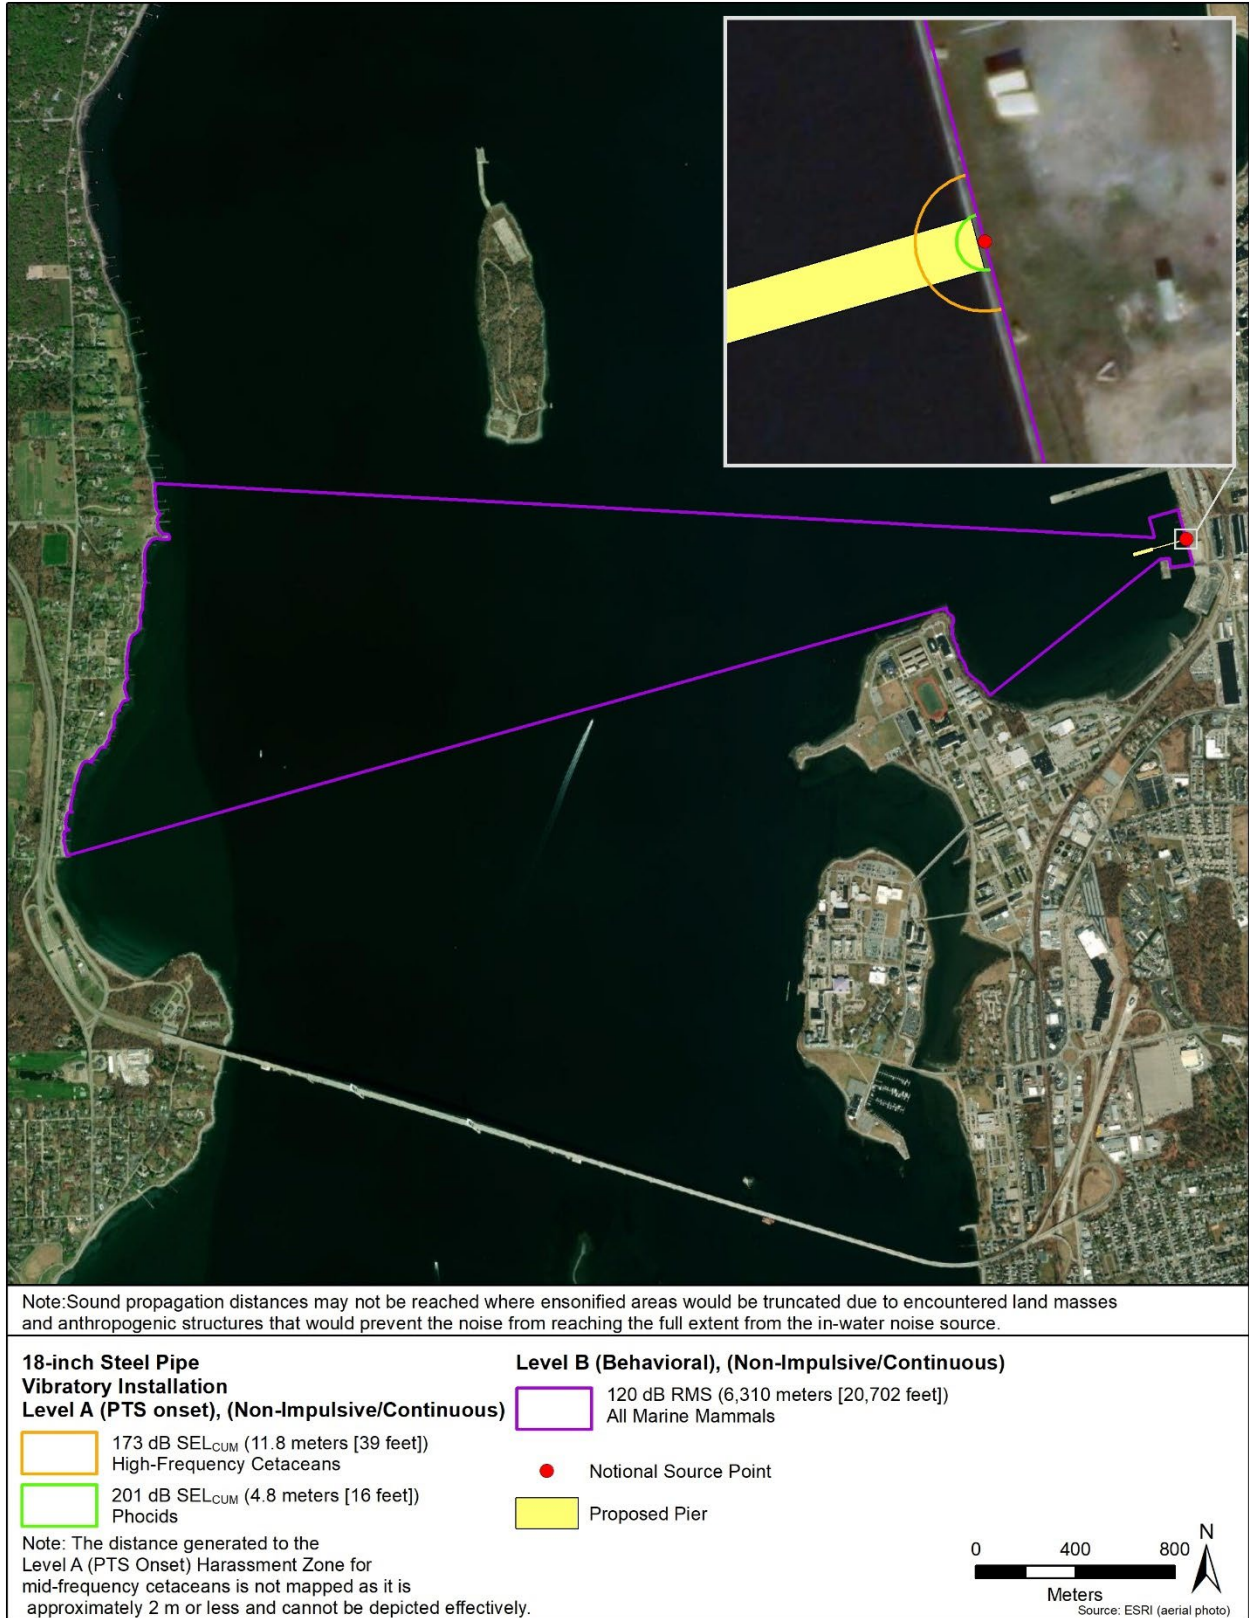 Note:Sound propagation distances may not be reached where ensonified areas would be truncated due to encountered land masses
and anthropogenic structures that would prevent the noise from reaching the full extent from the in-water noise source.
18-inch Steel Pipe
Vibratory Installation
Level A (PTS onset), (Non-Impulsive/Continuous)
173 dB SELCUM (11.8 meters [39 feet])
High-Frequency Cetaceans
201 dB SELCUM (4.8 meters [16 feet])
Phocids
Note: The distance generated to the
Level A (PTS Onset) Harassment Zone for
mid-frequency cetaceans is not mapped as it is
approximately 2 m or less and cannot be depicted effectively.
Level B (Behavioral), (Non-Impulsive/Continuous)
120 dB RMS (6,310 meters [20,702 feet])
All Marine Mammals
Notional Source Point
Proposed Pier
0 400 800
Meters
N
Source: ESRI (aerial photo)